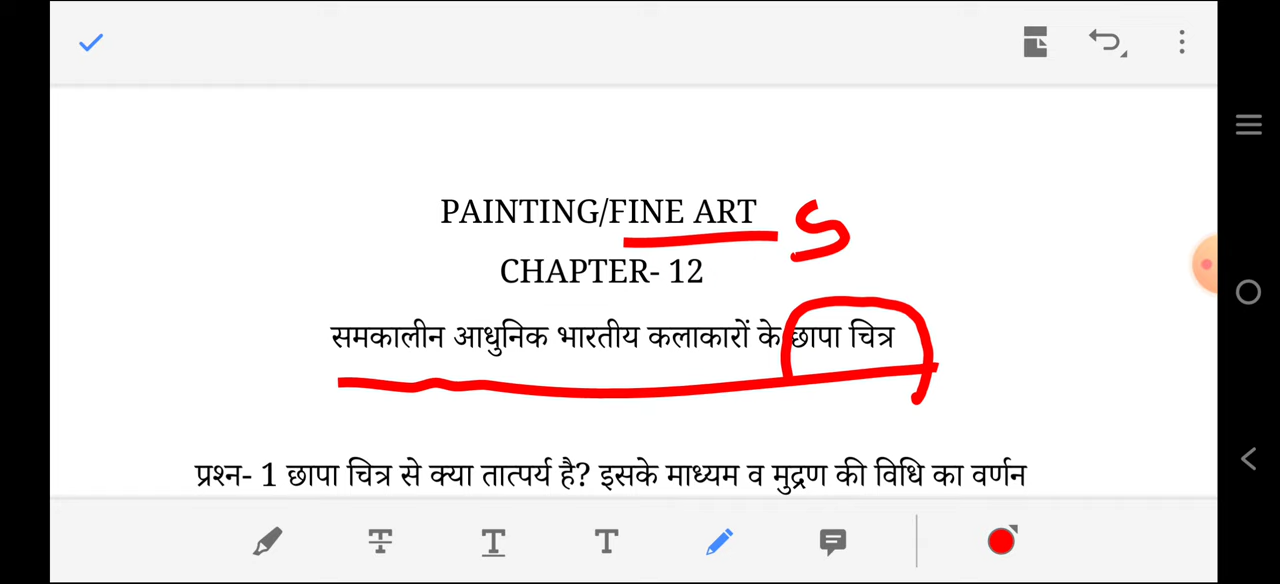 PAINTING/FINE ART S
CHAPTER- 12
समकालीन आधुनिक भारतीय कलाकारों के छापा चित्र
प्रश्न- 1 छापा चित्र से क्या तात्पर्य है? इसके माध्यम व मुद्रण की विधि का वर्णन
T T T